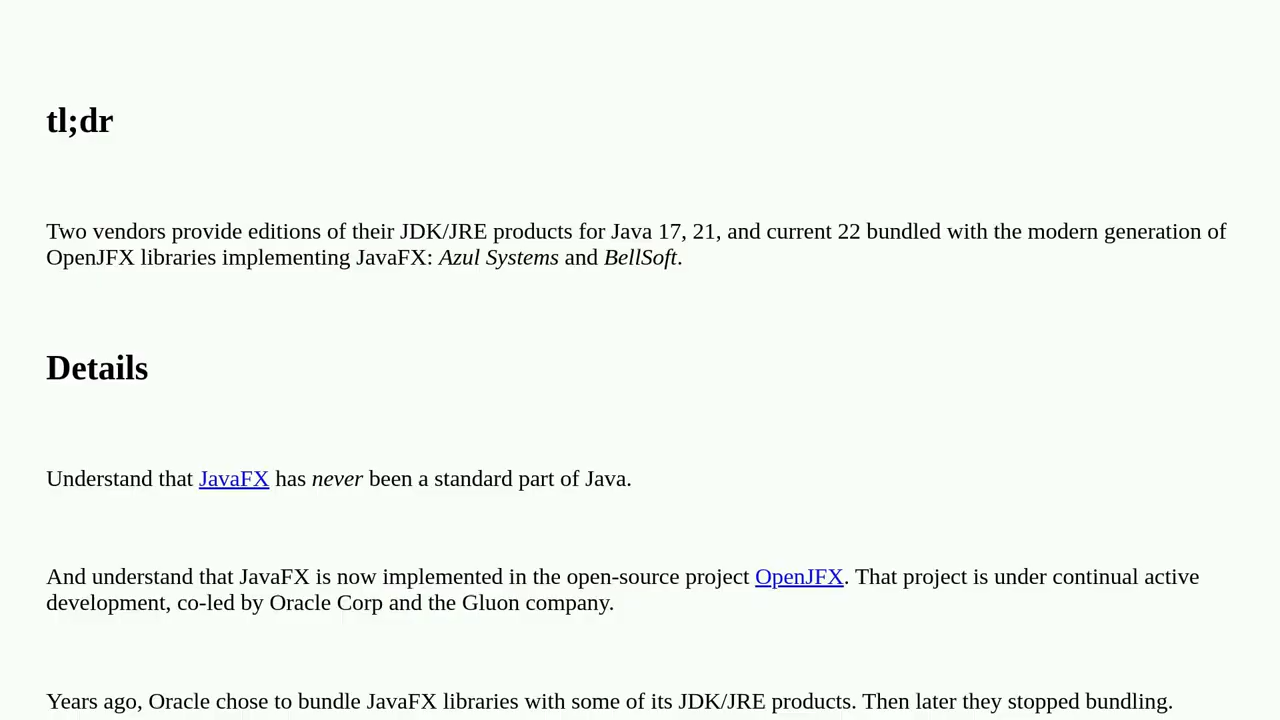 tl;dr
Two vendors provide editions of their JDK/JRE products for Java 17, 21, and current 22 bundled with the modern generation of
OpenJFX libraries implementing JavaFX: Azul Systems and BellSoft.
Details
Understand that JavaFX has never been a standard part of Java.
And understand that JavaFX is now implemented in the open-source project OpenJFX. That project is under continual active
development, co-led by Oracle Corp and the Gluon company.
Years ago, Oracle chose to bundle JavaFX libraries with some of its JDK/JRE products. Then later they stopped bundling.